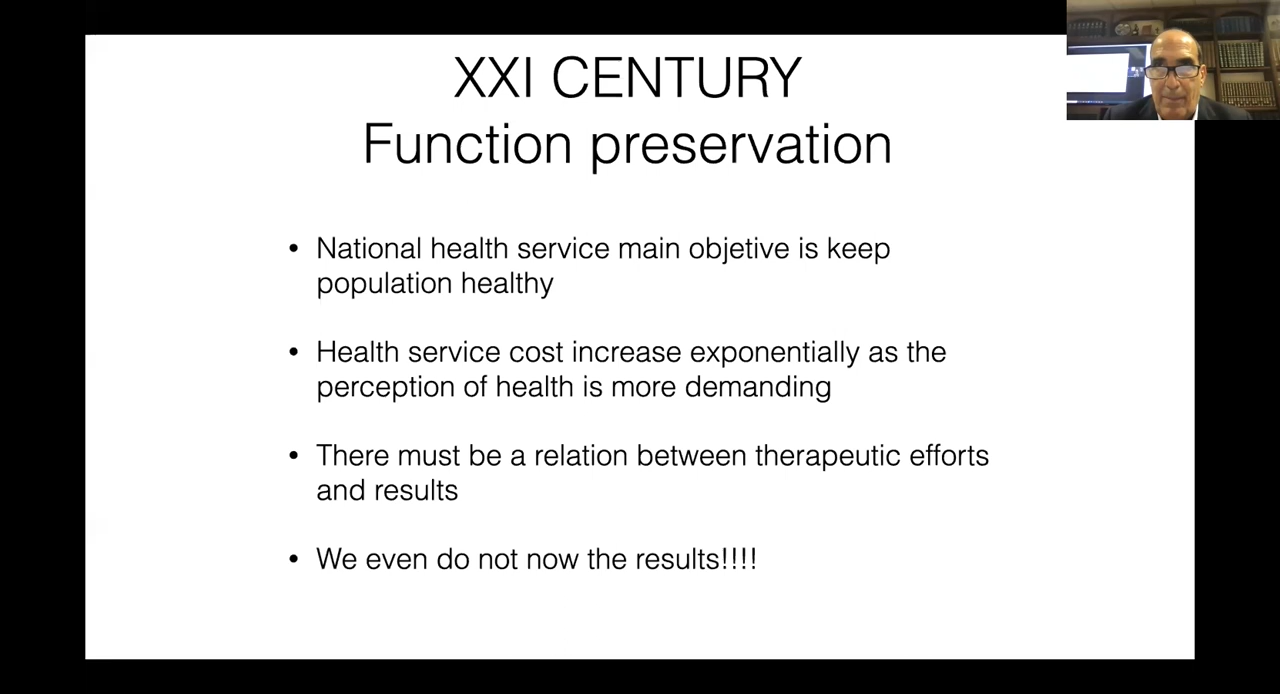 XXI CENTURY
Function preservation
• National health service main objetive is keep
population healthy
• Health service cost increase exponentially as the
perception of health is more demanding
• There must be a relation between therapeutic efforts
and results
• We even do not now the results!!!!